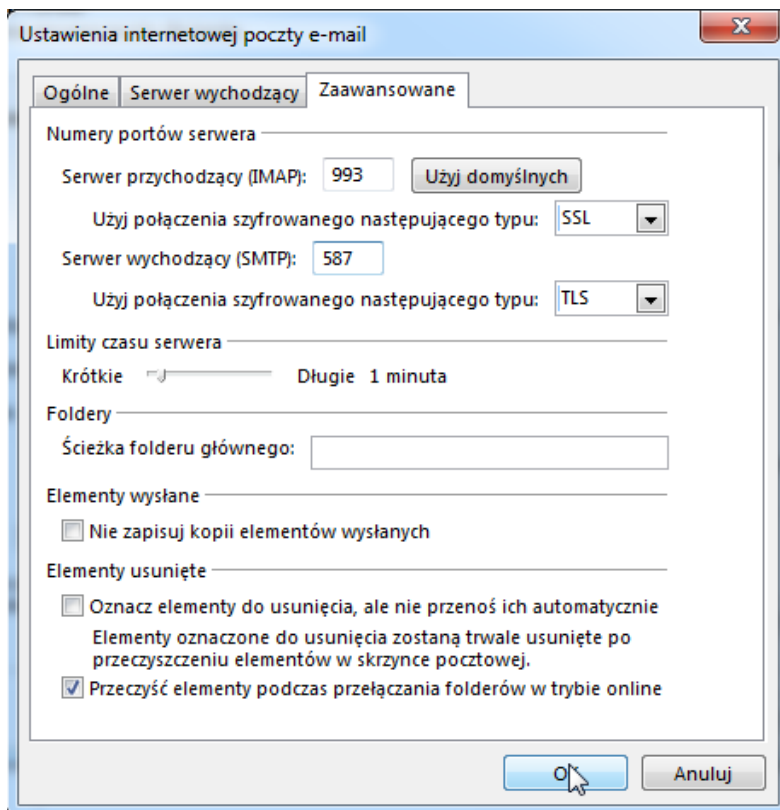 Ustawienia internetowej poczty e-mail
Ogólne Serwer wychodzący Zaawansowane
Numery portów serwera
Serwer przychodzący (IMAP): 993 Użyj domyślnych
Użyj połączenia szyfrowanego następującego typu: SSL
Serwer wychodzący (SMTP): 587
Użyj połączenia szyfrowanego następującego typu: TLS
Limity czasu serwera
Krótkie Długie 1 minuta
Foldery
Ścieżka folderu głównego:
Elementy wysłane
Nie zapisuj kopii elementów wysłanych
Elementy usunięte
Oznacz elementy do usunięcia, ale nie przenoś ich automatycznie
Elementy oznaczone do usunięcia zostaną trwale usunięte po
przeczyszczeniu elementów w skrzynce pocztowej.
Przeczyść elementy podczas przełączania folderów w trybie online
Anuluj